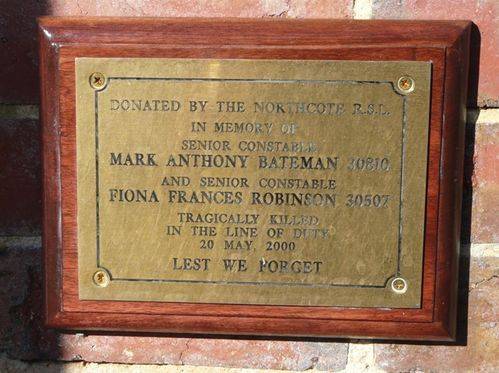 DONATED BY THE NORTHCOTE R.S.L.
IN MEMORY OF
SENIOR CONSTABLE
MARK ANTHONY BATEMAN 30810
AND SENIOR CONSTABLE
FIONA FRANCES ROBINSON 30507
TRAGICALLY KILLED
IN THE LINE OF DUTY
20 MAY, 2000
LEST WE FORGET